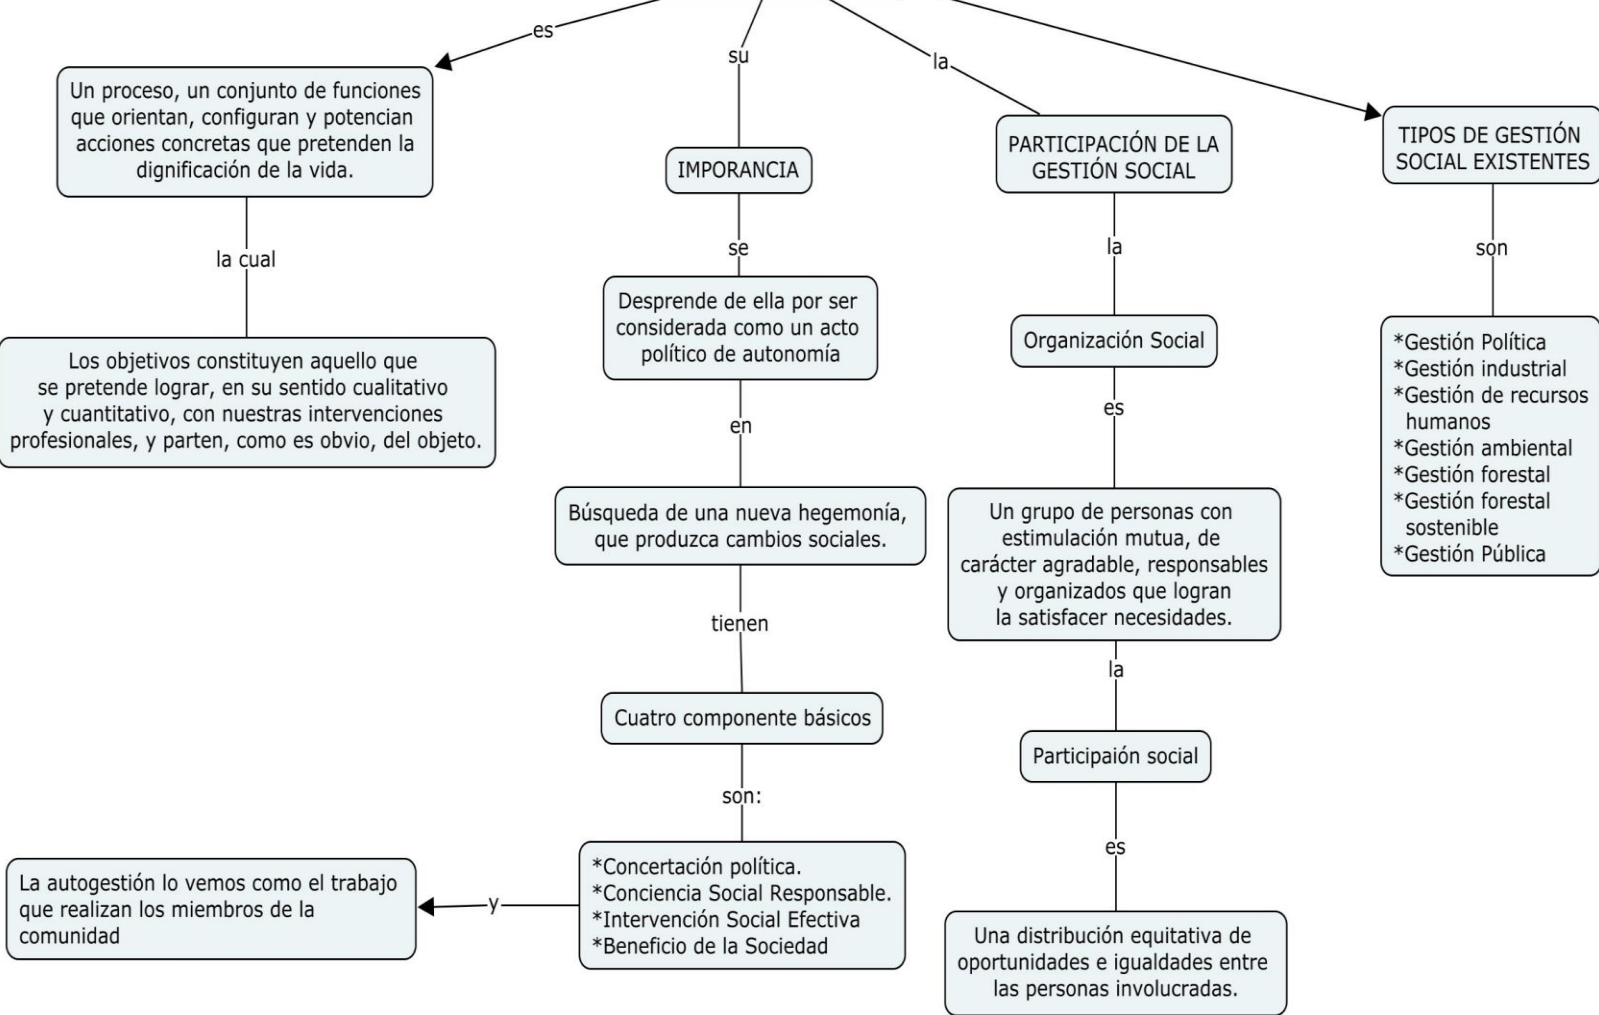 es
Un proceso, un conjunto de funciones
que orientan, configuran y potencian
acciones concretas que pretenden la
dignificación de la vida.
la cual
Los objetivos constituyen aquello que
se pretende lograr, en su sentido cualitativo
y cuantitativo, con nuestras intervenciones
profesionales, y parten, como es obvio, del objeto.
su
IMPORANCIA
se
Desprende de ella por ser
considerada como un acto
político de autonomía
en
Búsqueda de una nueva hegemonía,
que produzca cambios sociales.
tienen
Cuatro componente básicos
son:
*Concertación política.
*Conciencia Social Responsable.
*Intervención Social Efectiva
*Beneficio de la Sociedad
y
La autogestión lo vemos como el trabajo
que realizan los miembros de la
comunidad
la
PARTICIPACIÓN DE LA
GESTIÓN SOCIAL
la
Organización Social
es
Un grupo de personas con
estimulación mutua, de
carácter agradable, responsables
y organizados que logran
la satisfacer necesidades.
la
Participaión social
es
Una distribución equitativa de
oportunidades e igualdades entre
las personas involucradas.
TIPOS DE GESTIÓN
SOCIAL EXISTENTES
son
*Gestión Política
*Gestión industrial
*Gestión de recursos
humanos
*Gestión ambiental
*Gestión forestal
*Gestión forestal
sostenible
*Gestión Pública